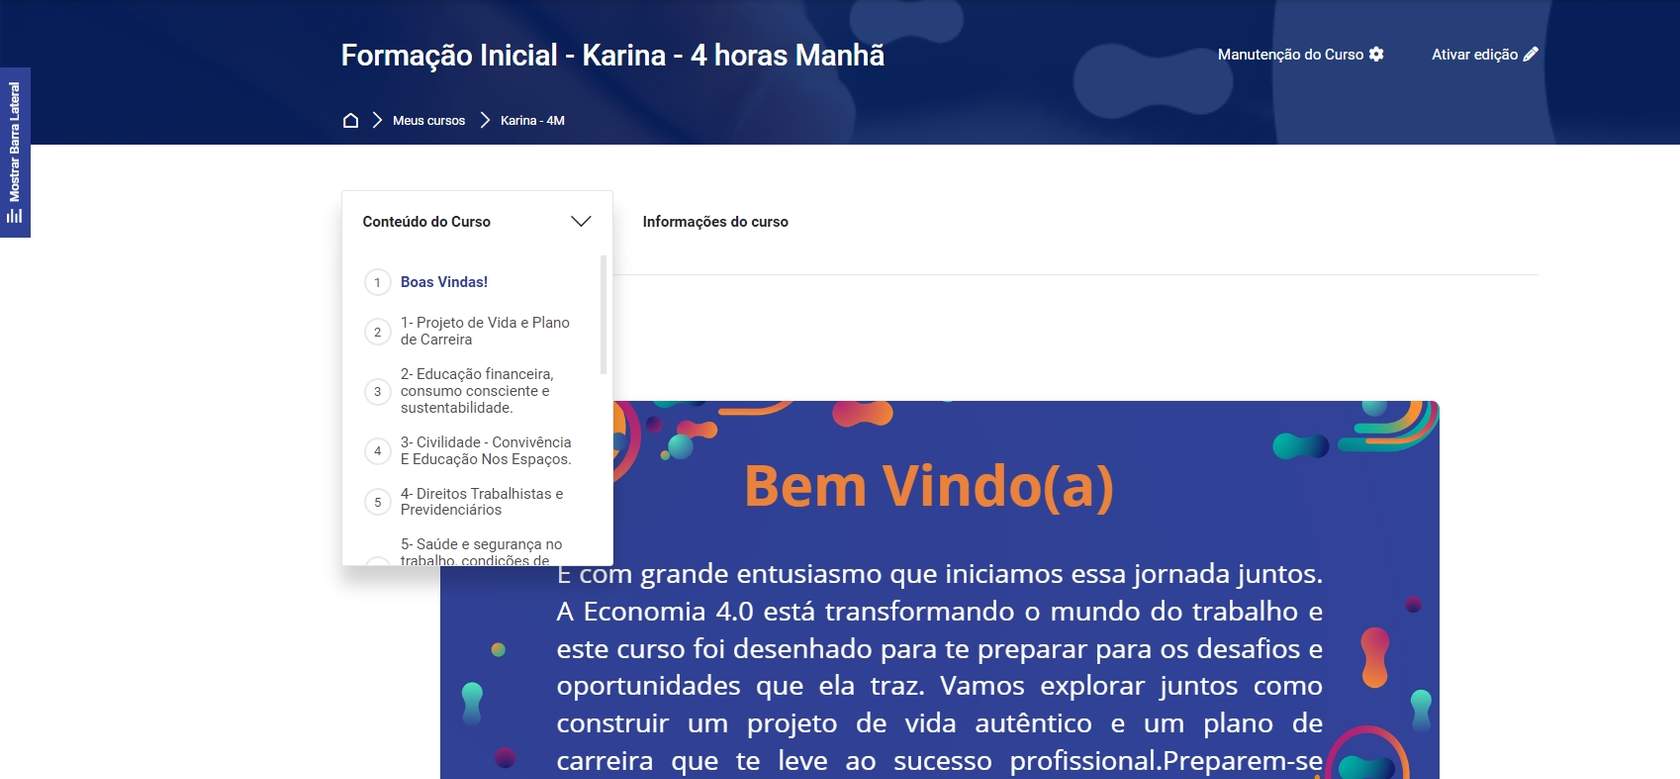 Formação Inicial - Karina - 4 horas Manhã
Manutenção do Curso
Ativar edição
Meus cursos
Karina - 4M
Mostrar Barra Lateral
Conteúdo do Curso
Informações do curso
1
Boas Vindas!
2
1- Projeto de Vida e Plano
de Carreira
3
2- Educação financeira,
consumo consciente e
sustentabilidade.
4
3- Civilidade - Convivência
E Educação Nos Espaços.
5
4- Direitos Trabalhistas e
Previdenciários
5- Saúde e segurança no
trabalho, condições de
Bem Vindo(a)
É com grande entusiasmo que iniciamos essa jornada juntos.
A Economia 4.0 está transformando o mundo do trabalho e
este curso foi desenhado para te preparar para os desafios e
oportunidades que ela traz. Vamos explorar juntos como
construir um projeto de vida autêntico e um plano de
carreira que te leve ao sucesso profissional.Preparem-se